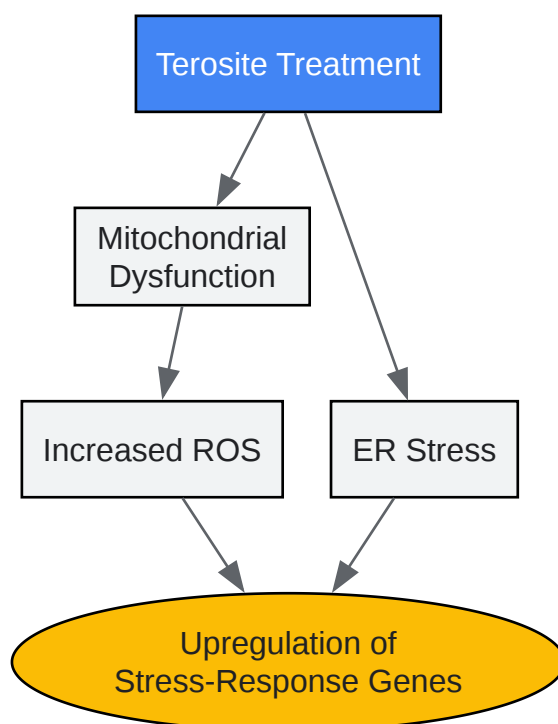 Terosite Treatment
Mitochondrial
Dysfunction
Increased ROS
ER Stress
Upregulation of
Stress-Response Genes